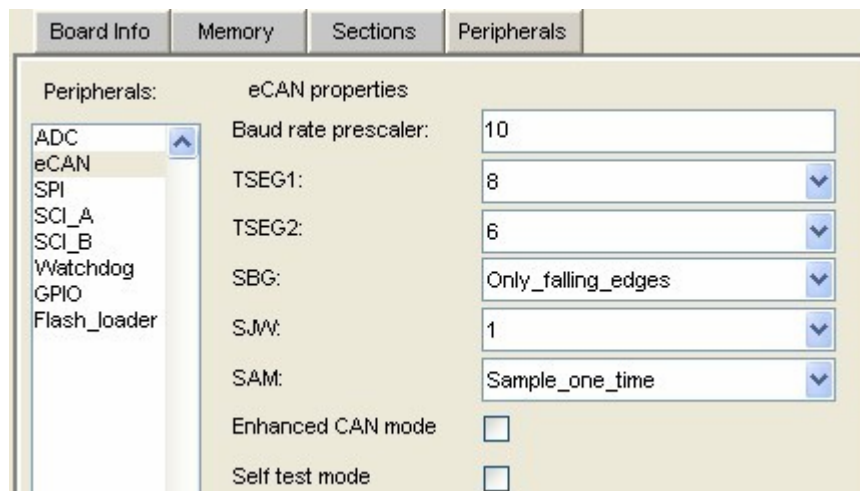 Board Info Memory Sections Peripherals
Peripherals:
ADC
eCAN
SPI
SCI_A
SCI_B
Watchdog
GPIO
Flash_loader
eCAN properties
Baud rate prescaler: 10
TSEG1: 8
TSEG2: 6
SBG: Only_falling_edges
SJW: 1
SAM: Sample_one_time
Enhanced CAN mode
Self test mode